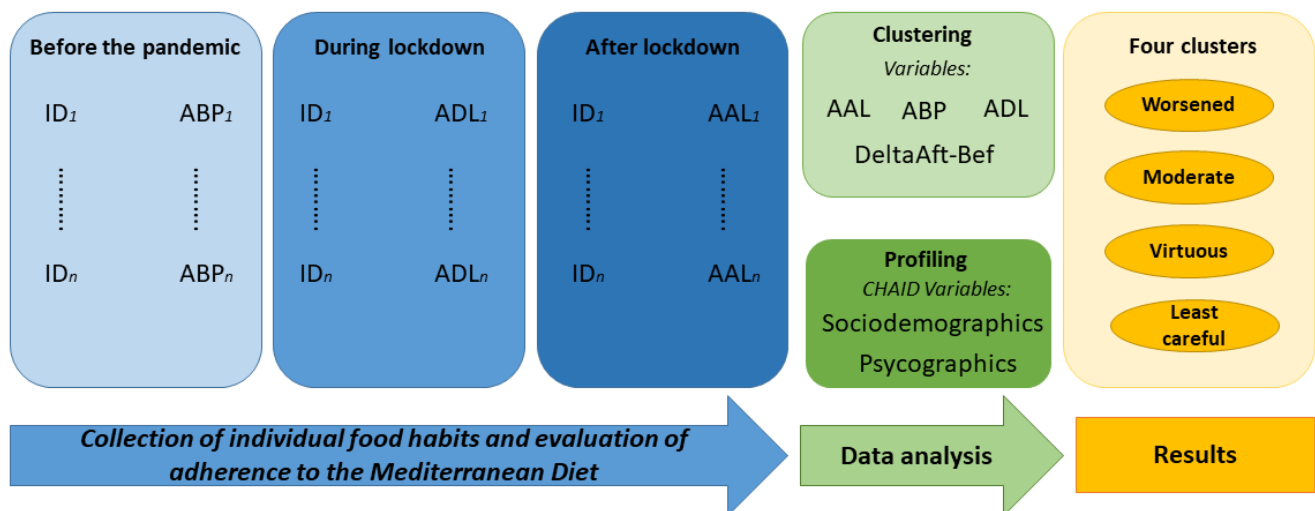 Before the pandemic
ID1 ABP1
IDn ABPn
During lockdown
ID1 ADL1
IDn ADLn
After lockdown
ID1 AAL1
IDn AALn
Clustering
Variables:
AAL ABP ADL
DeltaAft-Bef
Profiling
CHAID Variables:
Sociodemographics
Psycographics
Four clusters
Worsened
Moderate
Virtuous
Least
careful
Collection of individual food habits and evaluation of
adherence to the Mediterranean Diet
Data analysis
Results